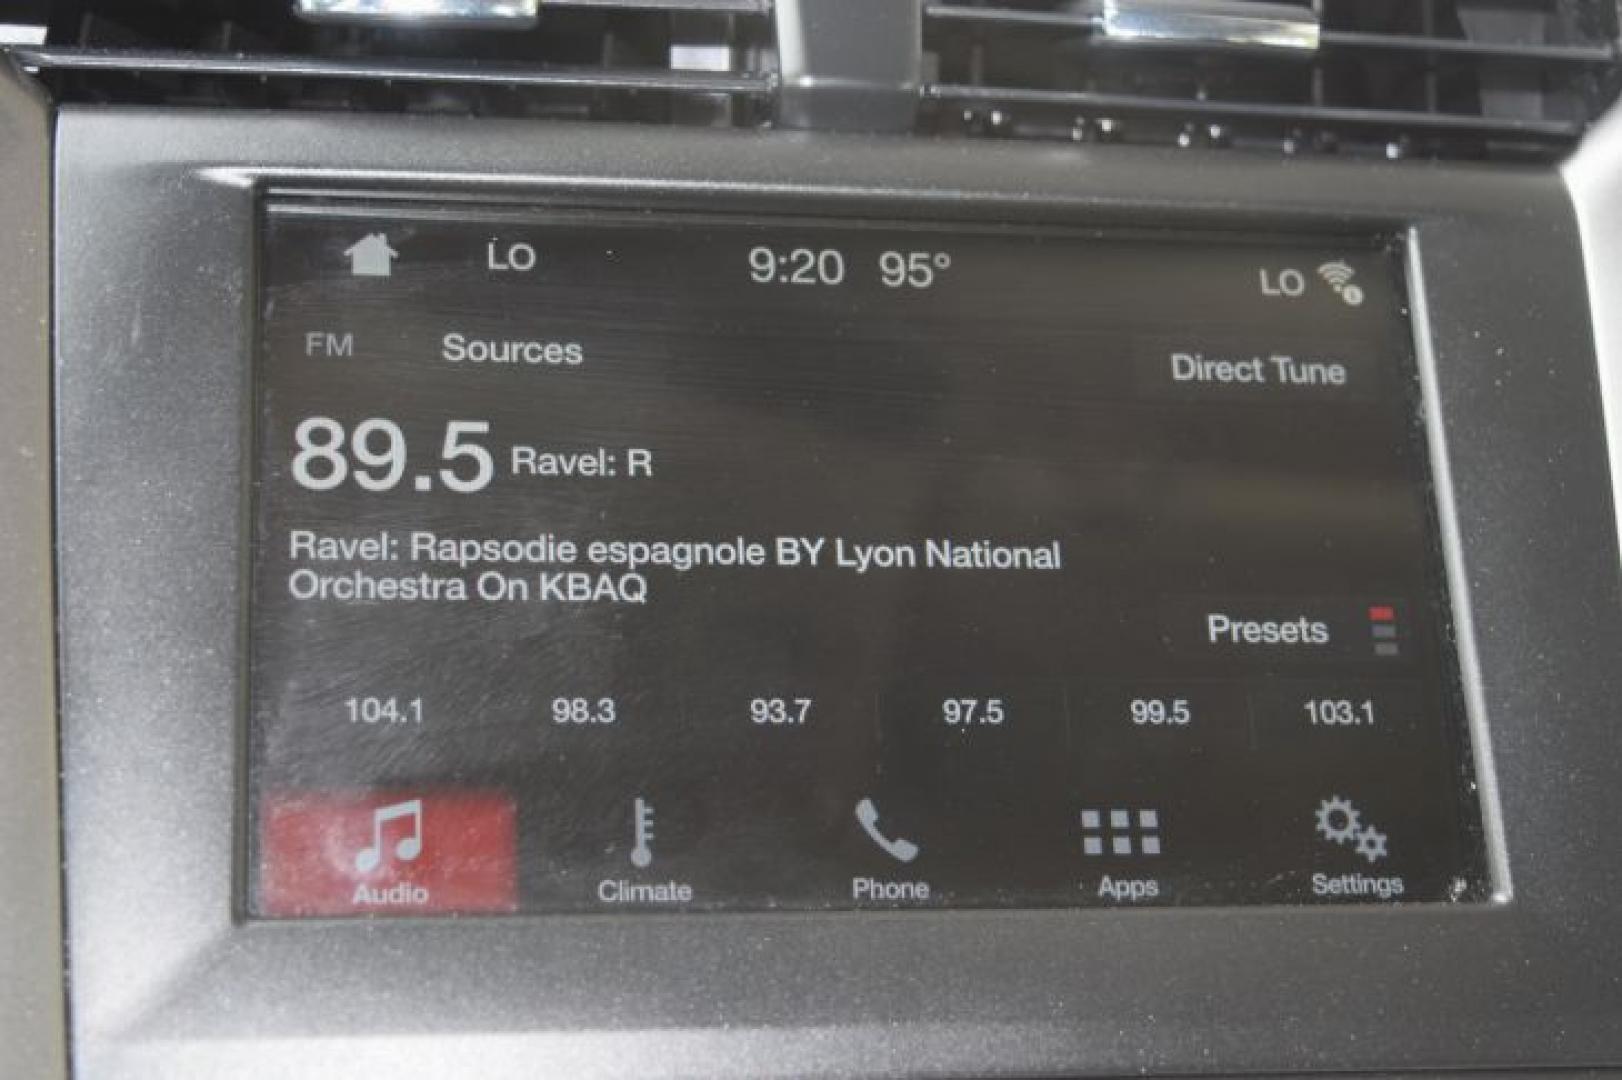 LO 9:20 95° LO
FM Sources Direct Tune
89.5 Ravel: R
Ravel: Rapsodie espagnole BY Lyon National
Orchestra On KBAQ
Presets
104.1 98.3 93.7 97.5 99.5 103.1
Audio Climate Phone Apps Settings